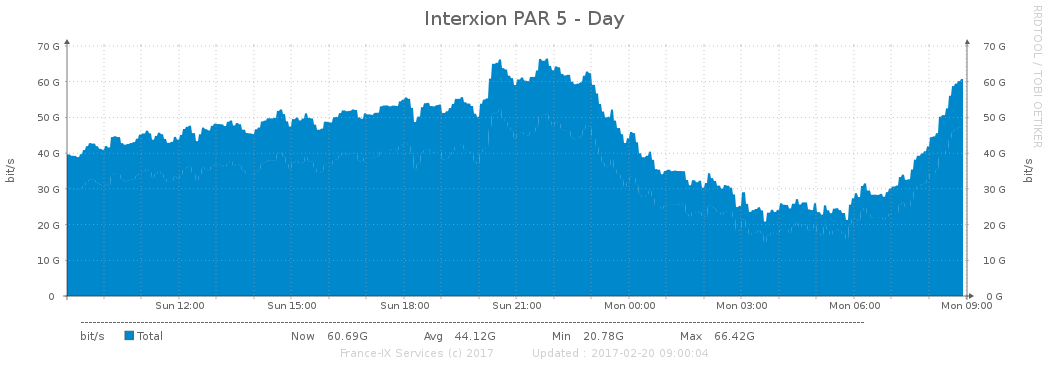 Interxion PAR 5 - Day
RRDTOOL / TOBI OETIKER
bit/s
bit/s
70 G 70 G
60 G 60 G
50 G 50 G
40 G 40 G
30 G 30 G
20 G 20 G
10 G 10 G
0 0 G
Sun 12:00 Sun 15:00 Sun 18:00 Sun 21:00 Mon 00:00 Mon 03:00 Mon 06:00 Mon 09:00
bit/s Total Now 60.69G Avg 44.12G Min 20.78G Max 66.42G
France-IX Services (c) 2017 Updated : 2017-02-20 09:00:04